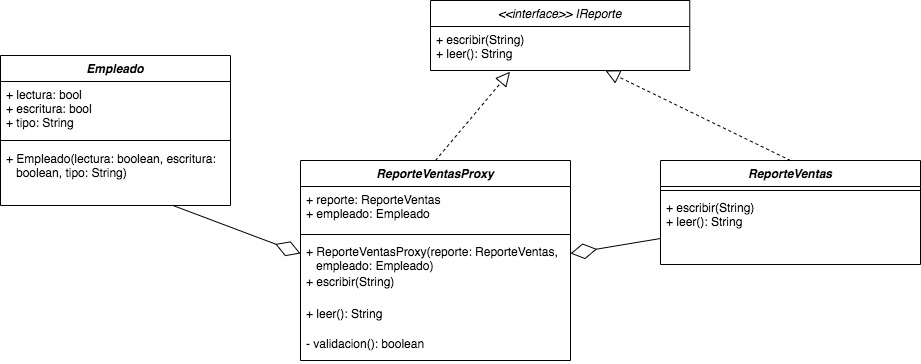 <<interface>> IReporte
+ escribir(String)
+ leer(): String
Empleado
+ lectura: bool
+ escritura: bool
+ tipo: String
+ Empleado(lectura: boolean, escritura:
boolean, tipo: String)
ReporteVentasProxy
+ reporte: ReporteVentas
+ empleado: Empleado
+ ReporteVentasProxy(reporte: ReporteVentas,
empleado: Empleado)
+ escribir(String)
+ leer(): String
- validacion(): boolean
ReporteVentas
+ escribir(String)
+ leer(): String